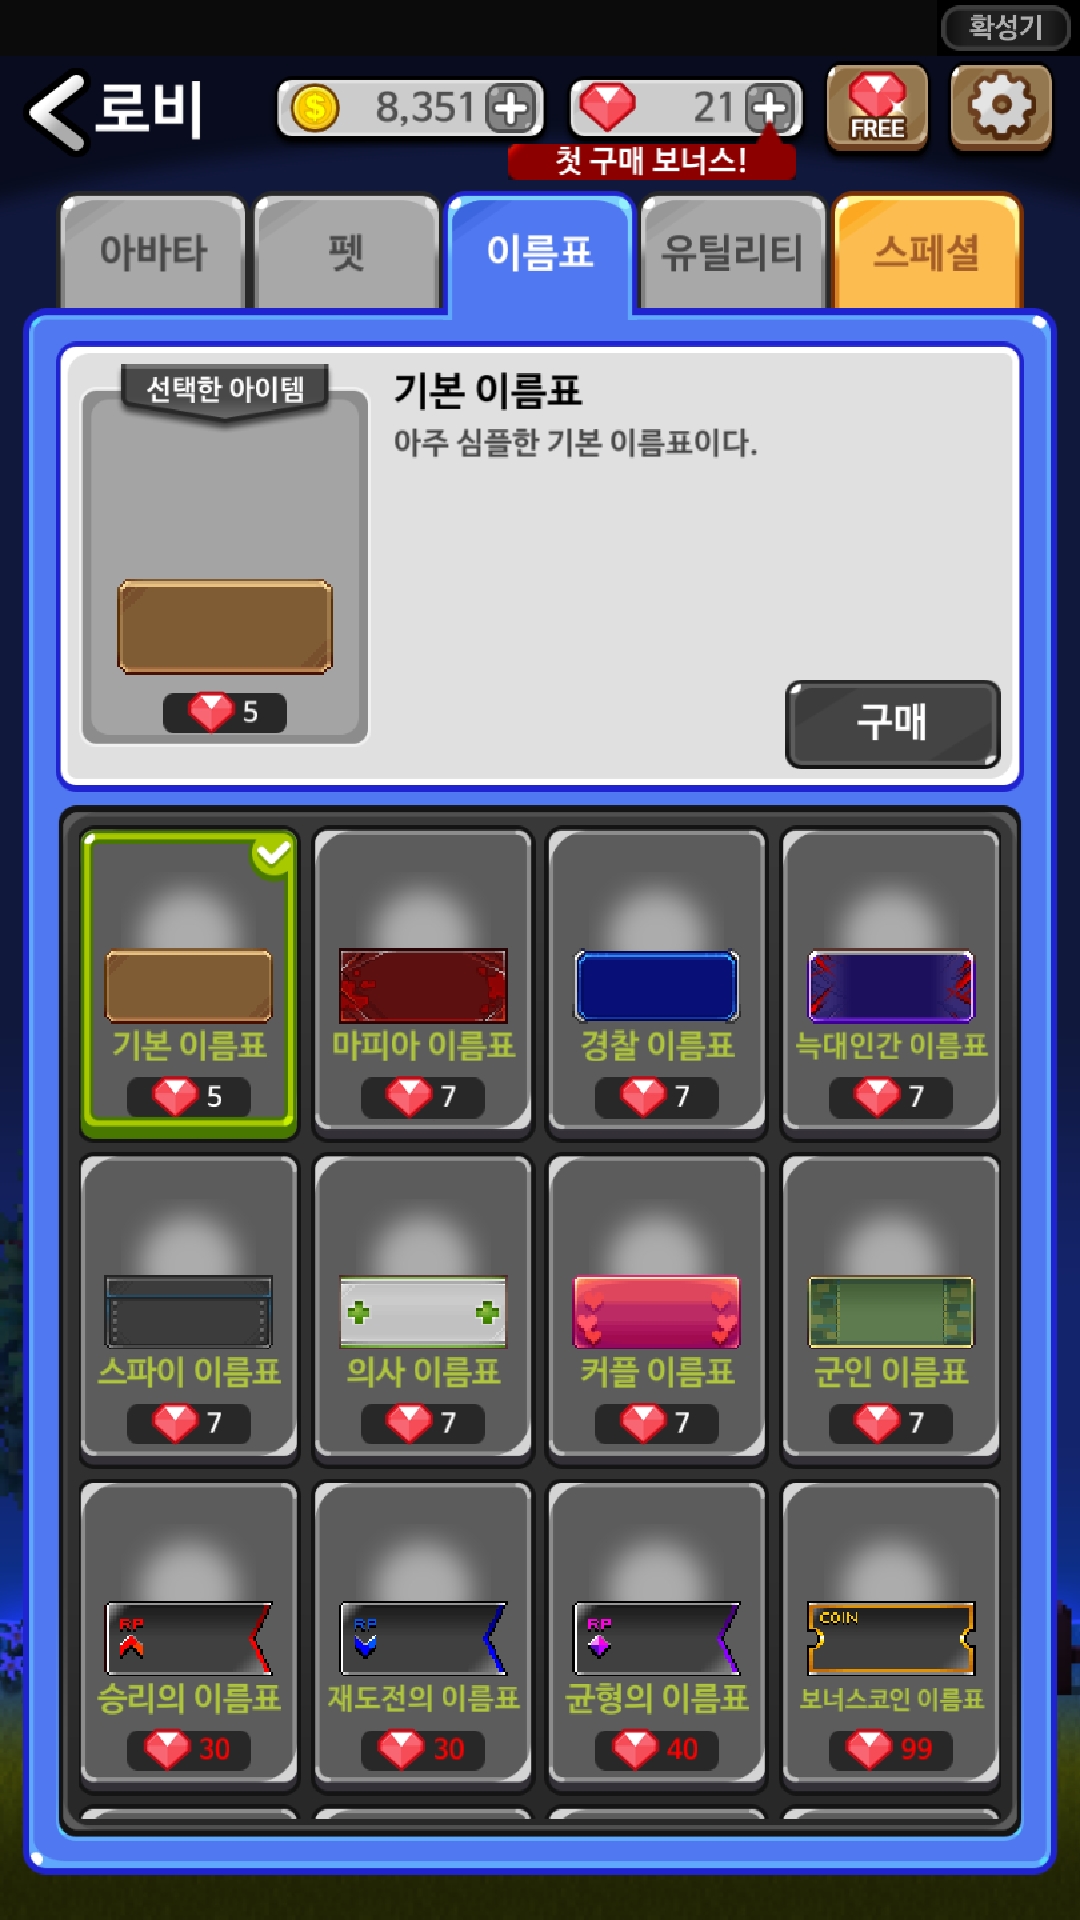 확성기
로비
8,351
21
FREE
첫 구매 보너스!
아바타
펫
이름표
유틸리티
스페셜
선택한 아이템
기본 이름표
아주 심플한 기본 이름표이다.
5
구매
기본 이름표
마피아 이름표
경찰 이름표
늑대인간 이름표
5
7
7
7
스파이 이름표
의사 이름표
커플 이름표
군인 이름표
7
7
7
7
RP
RP
RP
COIN
승리의 이름표
재도전의 이름표
균형의 이름표
보너스코인 이름표
30
30
40
99